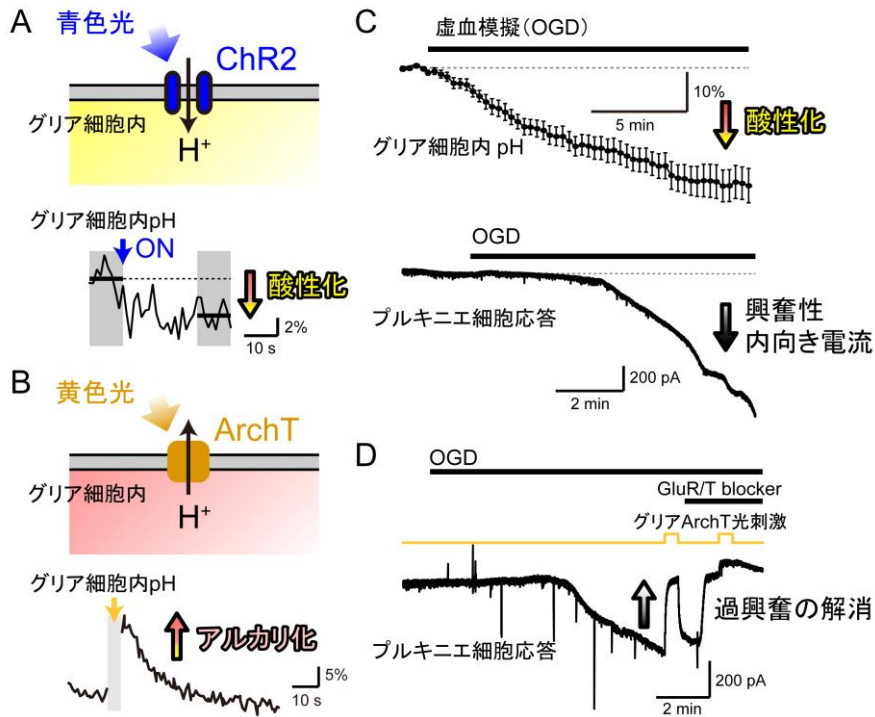 A
青色光
ChR2
グリア細胞内
H+
グリア細胞内pH
ON
酸性化
2%
10 s
B
黄色光
ArchT
グリア細胞内
H+
グリア細胞内pH
アルカリ化
5%
10 s
C
虚血模擬(OGD)
10%
5 min
酸性化
グリア細胞内 pH
OGD
プルキニエ細胞応答
興奮性
内向き電流
200 pA
2 min
D
OGD
GluR/T blocker
グリアArchT光刺激
過興奮の解消
プルキニエ細胞応答
200 pA
2 min